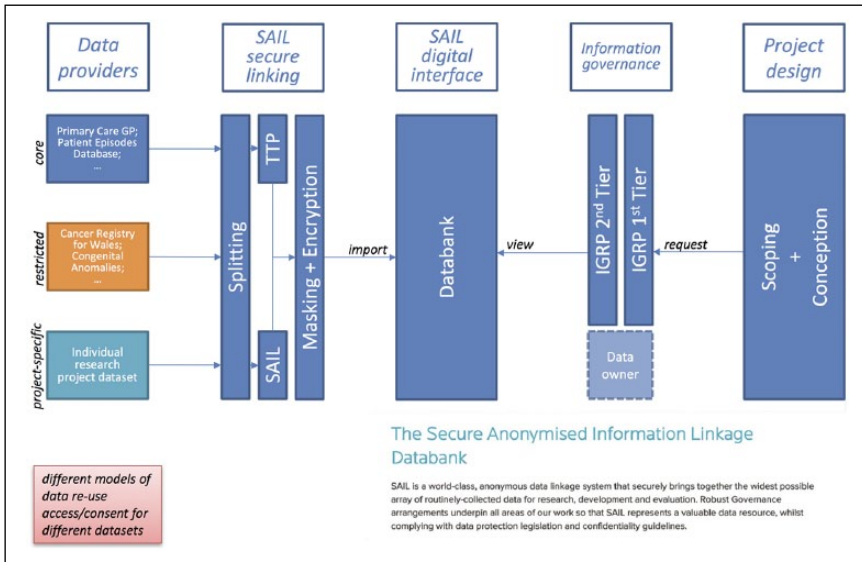 Data
providers
SAIL
secure
linking
SAIL
digital
interface
Information
governance
Project
design
core
Primary Care GP;
Patient Episodes
Database;
...
restricted
Cancer Registry
for Wales;
Congenital
Anomalies;
...
project-specific
Individual
research
project dataset
Splitting
TTP
SAIL
Masking + Encryption
import
Databank
view
IGRP 2nd Tier
IGRP 1st Tier
Data
owner
request
Scoping
+
Conception
The Secure Anonymised Information Linkage
Databank
SAIL is a world-class, anonymous data linkage system that securely brings together the widest possible
array of routinely-collected data for research, development and evaluation. Robust Governance
arrangements underpin all areas of our work so that SAIL represents a valuable data resource, whilst
complying with data protection legislation and confidentiality guidelines.
different models of
data re-use
access/consent for
different datasets